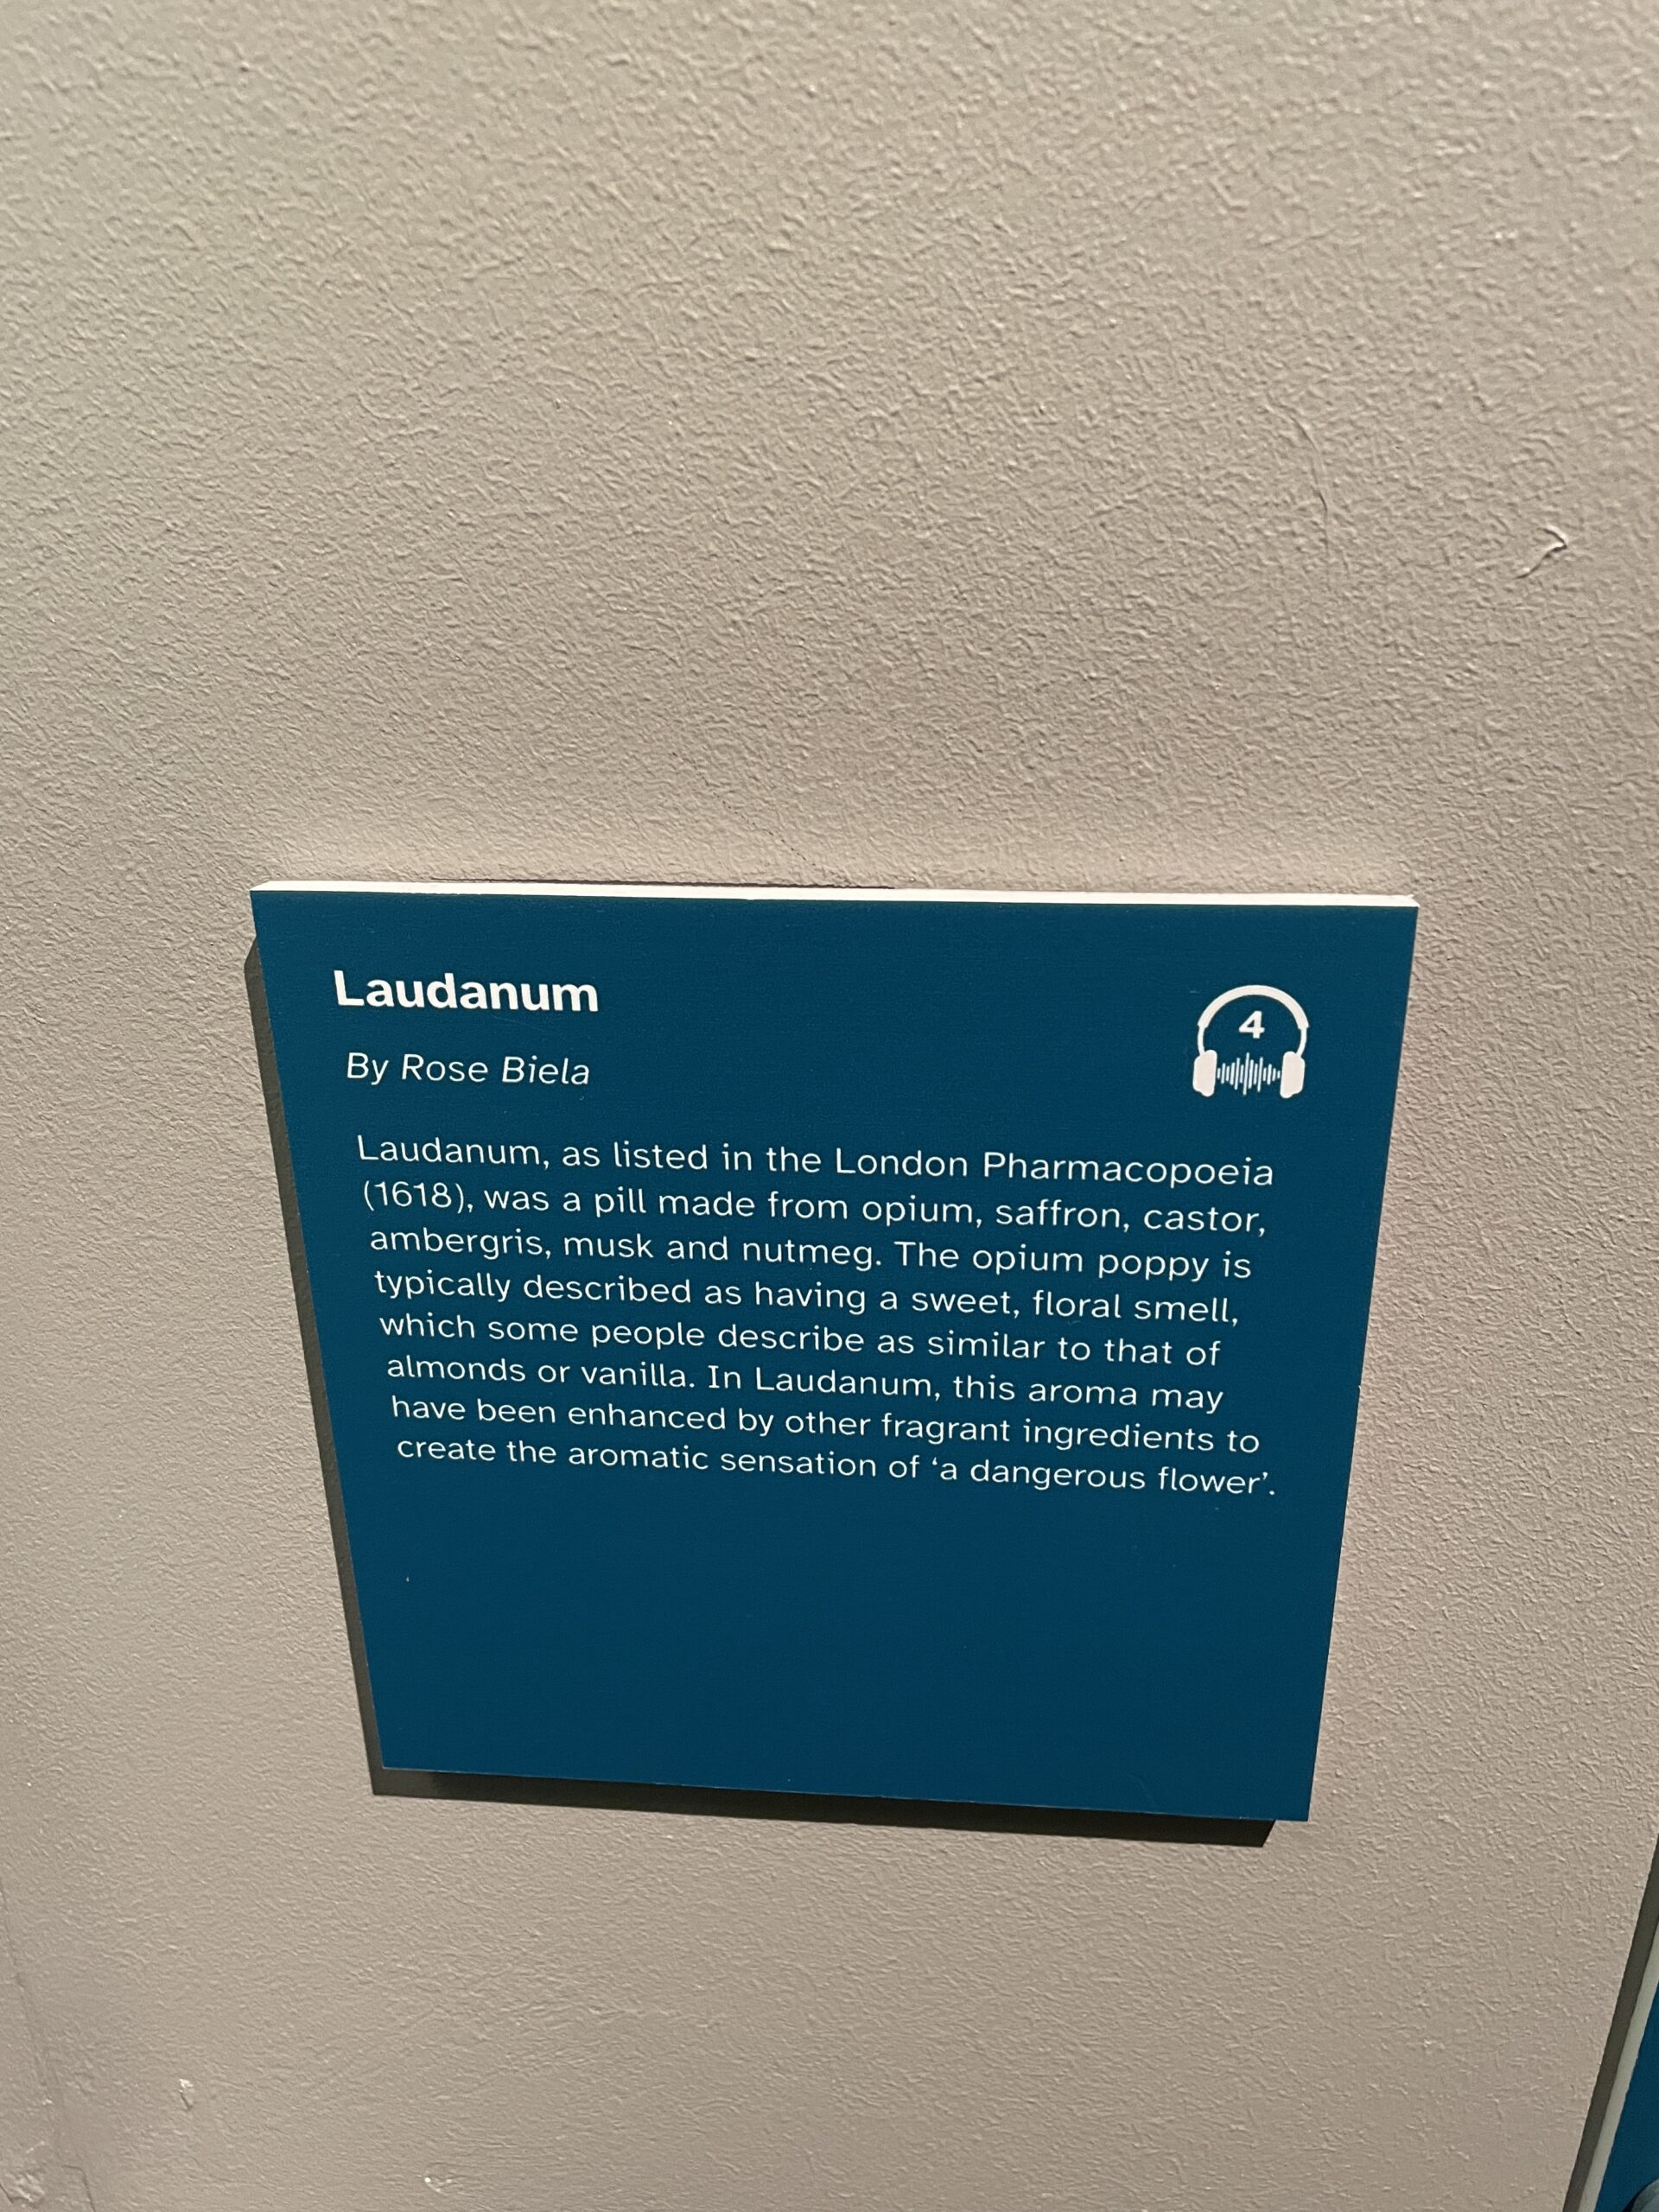 Laudanum
4
By Rose Biela
Laudanum, as listed in the London Pharmacopoeia
(1618), was a pill made from opium, saffron, castor,
ambergris, musk and nutmeg. The opium poppy is
typically described as having a sweet, floral smell,
which some people describe as similar to that of
almonds or vanilla. In Laudanum, this aroma may
have been enhanced by other fragrant ingredients to
create the aromatic sensation of ‘a dangerous flower’.